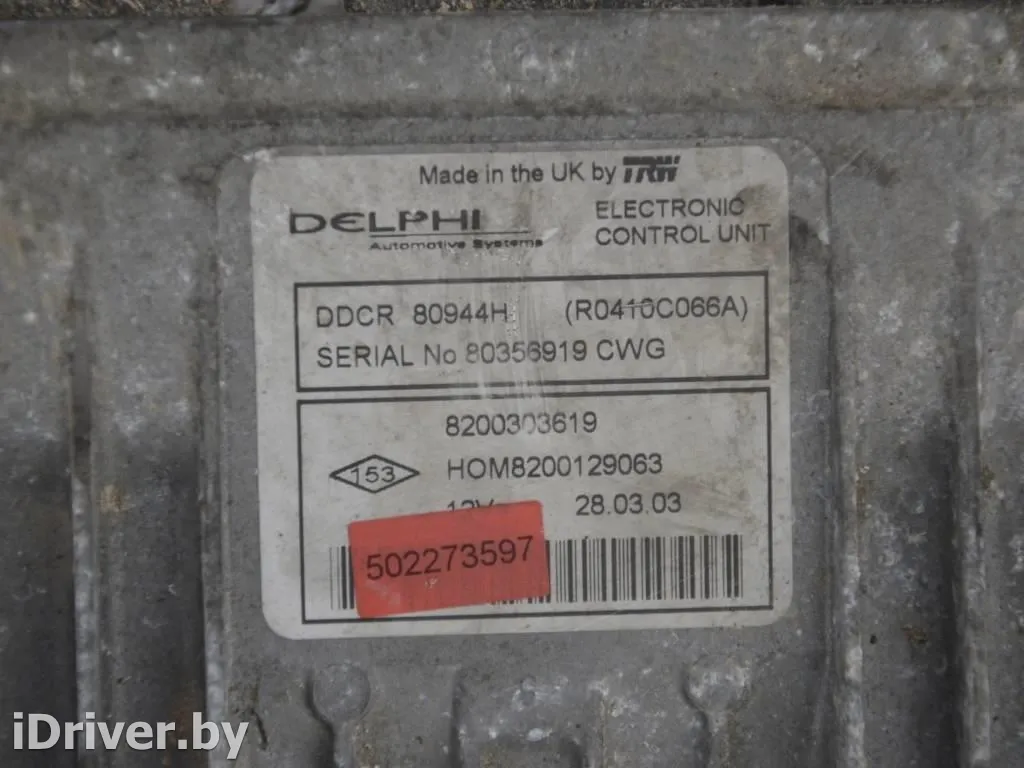 Made in the UK by TRW
DELPHI
Automotive Systems
ELECTRONIC
CONTROL UNIT
DDCR 80944H (R0410C066A)
SERIAL No 80356919 CWG
8200303619
153 HOM8200129063
12V 28.03.03
502273597
iDriver.by